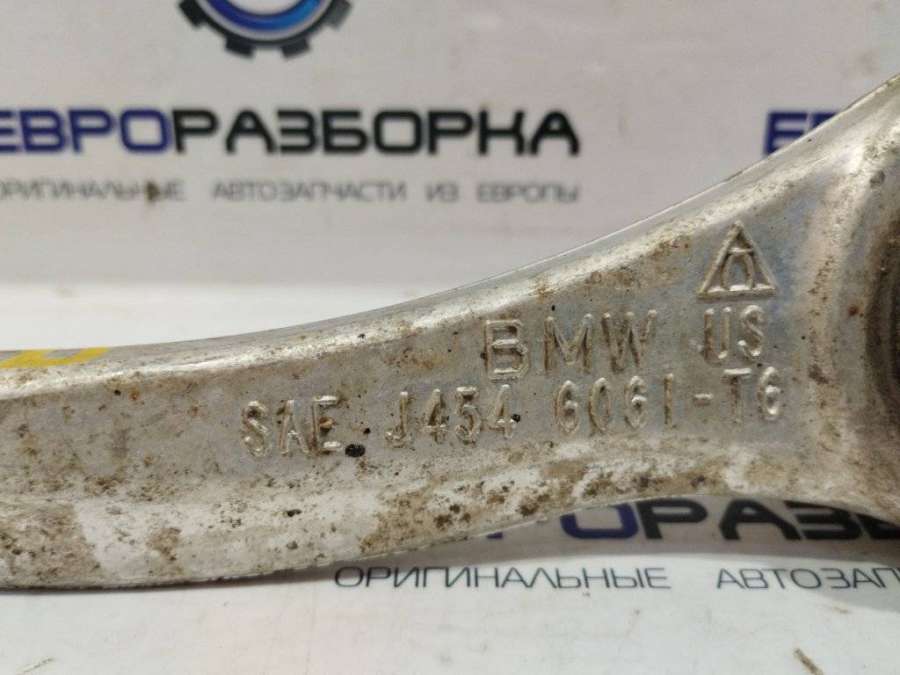 ЕВРОРАЗБОРКА
ОРИГИНАЛЬНЫЕ АВТОЗАПЧАСТИ ИЗ ЕВРОПЫ
BMW US
SAE J454 6061-T6
ОРИГИНАЛЬНЫЕ